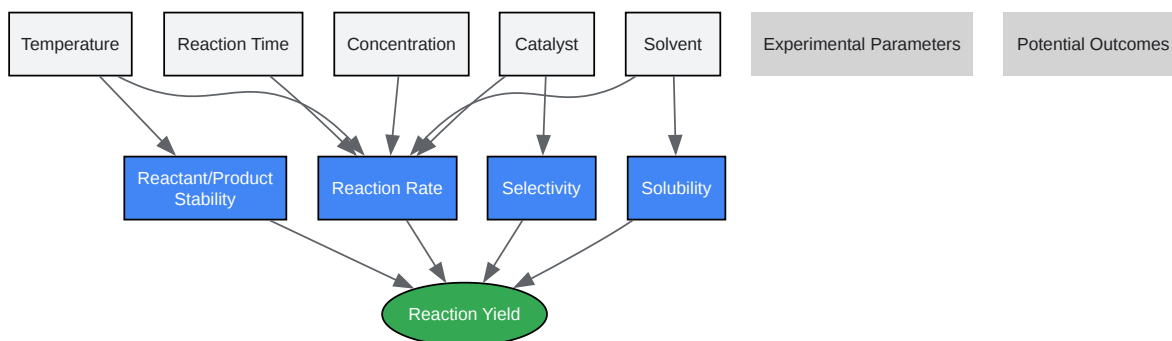 Temperature
Reaction Time
Concentration
Catalyst
Solvent
Experimental Parameters
Potential Outcomes
Reactant/Product
Stability
Reaction Rate
Selectivity
Solubility
Reaction Yield